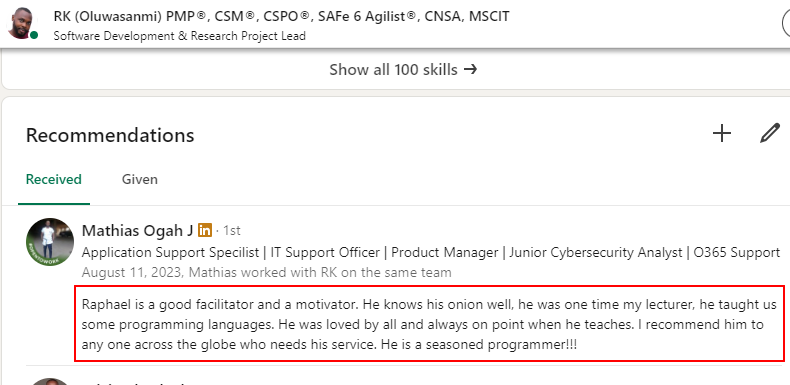 RK (Oluwasanmi) PMP®, CSM®, CSPO®, SAFe 6 Agilist®, CNSA, MSCIT
Software Development & Research Project Lead
Show all 100 skills →
Recommendations
Received Given
Mathias Ogah J in · 1st
Application Support Specilist | IT Support Officer | Product Manager | Junior Cybersecurity Analyst | O365 Support
August 11, 2023, Mathias worked with RK on the same team
Raphael is a good facilitator and a motivator. He knows his onion well, he was one time my lecturer, he taught us
some programming languages. He was loved by all and always on point when he teaches. I recommend him to
any one across the globe who needs his service. He is a seasoned programmer!!!